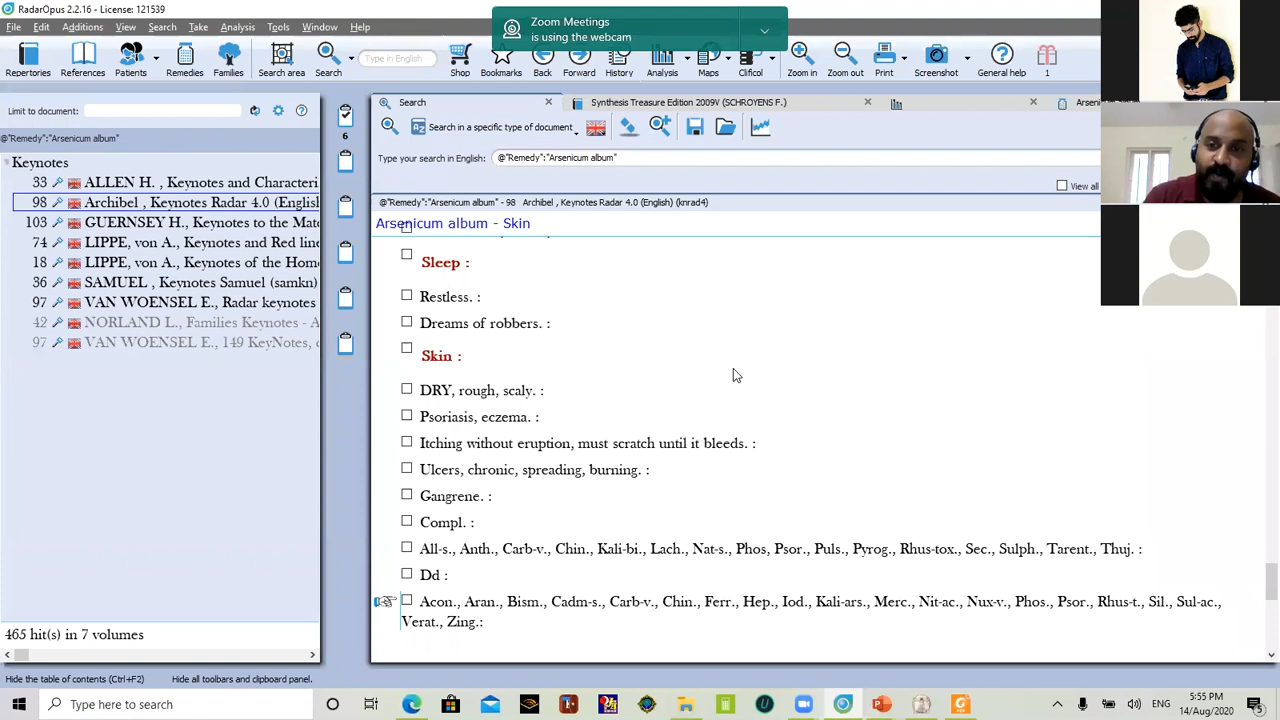 RadarOpus 2.2.16 - License: 121539
Zoom Meetings
is using the webcam
File Edit Additions View Search Take Analysis Tools Window Help
Repertories References Patients Remedies Families Search area Search Type in English Shop Bookmarks Back Forward History Analysis Maps Clificol Zoom in Zoom out Print Screenshot General help 1
Limit to document:
@"Remedy":"Arsenicum album"
Keynotes
33 ALLEN H. , Keynotes and Characteri
98 Archibel , Keynotes Radar 4.0 (English
103 GUERNSEY H., Keynotes to the Mat
74 LIPPE, von A., Keynotes and Red line
18 LIPPE, von A., Keynotes of the Hom
36 SAMUEL , Keynotes Samuel (samkn)
97 VAN WOENSEL E., Radar keynotes
42 NORLAND L., Families Keynotes - A
97 VAN WOENSEL E., 149 KeyNotes, c
465 hit(s) in 7 volumes
Hide the table of contents (Ctrl+F2) Hide all toolbars and clipboard panel.
6
Search Synthesis Treasure Edition 2009V (SCHROYENS F.)
Search in a specific type of document
Type your search in English: @"Remedy":"Arsenicum album"
View all
@"Remedy":"Arsenicum album" - 98 Archibel , Keynotes Radar 4.0 (English) (knrad4)
Arsenicum album - Skin
Sleep :
Restless. :
Dreams of robbers. :
Skin :
DRY, rough, scaly. :
Psoriasis, eczema. :
Itching without eruption, must scratch until it bleeds. :
Ulcers, chronic, spreading, burning. :
Gangrene. :
Compl. :
All-s., Anth., Carb-v., Chin., Kali-bi., Lach., Nat-s., Phos, Psor., Puls., Pyrog., Rhus-tox., Sec., Sulph., Tarent., Thuj. :
Dd :
Acon., Aran., Bism., Cadm-s., Carb-v., Chin., Ferr., Hep., Iod., Kali-ars., Merc., Nit-ac., Nux-v., Phos., Psor., Rhus-t., Sil., Sul-ac.,
Verat., Zing.:
Type here to search
ENG
5:55 PM
14/Aug/2020
5